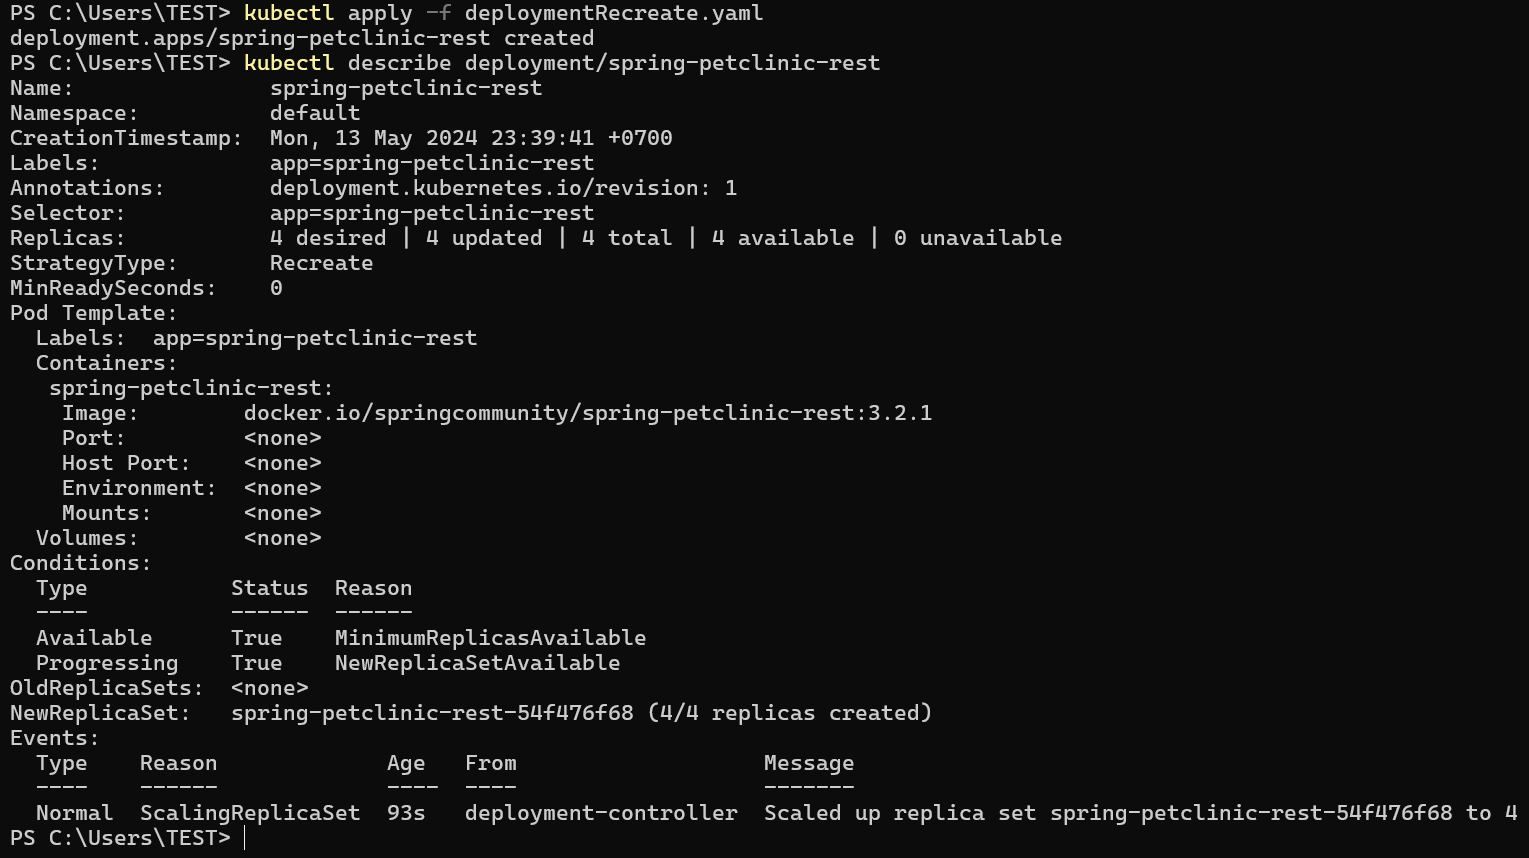 PS C:\Users\TEST> kubectl apply -f deploymentRecreate.yaml
deployment.apps/spring-petclinic-rest created
PS C:\Users\TEST> kubectl describe deployment/spring-petclinic-rest
Name:               spring-petclinic-rest
Namespace:          default
CreationTimestamp:  Mon, 13 May 2024 23:39:41 +0700
Labels:             app=spring-petclinic-rest
Annotations:        deployment.kubernetes.io/revision: 1
Selector:           app=spring-petclinic-rest
Replicas:           4 desired | 4 updated | 4 total | 4 available | 0 unavailable
StrategyType:       Recreate
MinReadySeconds:    0
Pod Template:
  Labels:  app=spring-petclinic-rest
  Containers:
   spring-petclinic-rest:
    Image:        docker.io/springcommunity/spring-petclinic-rest:3.2.1
    Port:         <none>
    Host Port:    <none>
    Environment:  <none>
    Mounts:       <none>
  Volumes:        <none>
Conditions:
  Type           Status  Reason
  ----           ------  ------
  Available      True    MinimumReplicasAvailable
  Progressing    True    NewReplicaSetAvailable
OldReplicaSets:  <none>
NewReplicaSet:   spring-petclinic-rest-54f476f68 (4/4 replicas created)
Events:
  Type    Reason             Age   From                   Message
  ----    ------             ----  ----                   -------
  Normal  ScalingReplicaSet  93s   deployment-controller  Scaled up replica set spring-petclinic-rest-54f476f68 to 4
PS C:\Users\TEST>